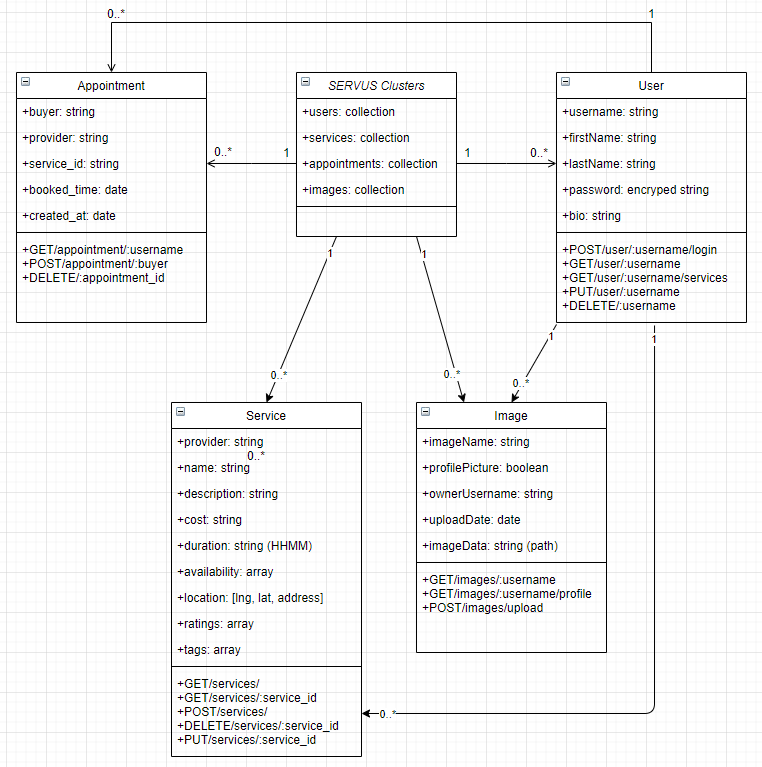 0..*
1
Appointment
+buyer: string
+provider: string
+service_id: string
+booked_time: date
+created_at: date
+GET/appointment/:username
+POST/appointment/:buyer
+DELETE/:appointment_id
SERVUS Clusters
+users: collection
+services: collection
+appointments: collection
+images: collection
User
+username: string
+firstName: string
+lastName: string
+password: encryped string
+bio: string
+POST/user/:username/login
+GET/user/:username
+GET/user/:username/services
+PUT/user/:username
+DELETE/:username
0..*
1
1
0..*
1
1
1
1
0..*
0..*
0..*
Service
+provider: string
0..*
+name: string
+description: string
+cost: string
+duration: string (HHMM)
+availability: array
+location: [lng, lat, address]
+ratings: array
+tags: array
+GET/services/
+GET/services/:service_id
+POST/services/
+DELETE/services/:service_id
+PUT/services/:service_id
Image
+imageName: string
+profilePicture: boolean
+ownerUsername: string
+uploadDate: date
+imageData: string (path)
+GET/images/:username
+GET/images/:username/profile
+POST/images/upload
0..*